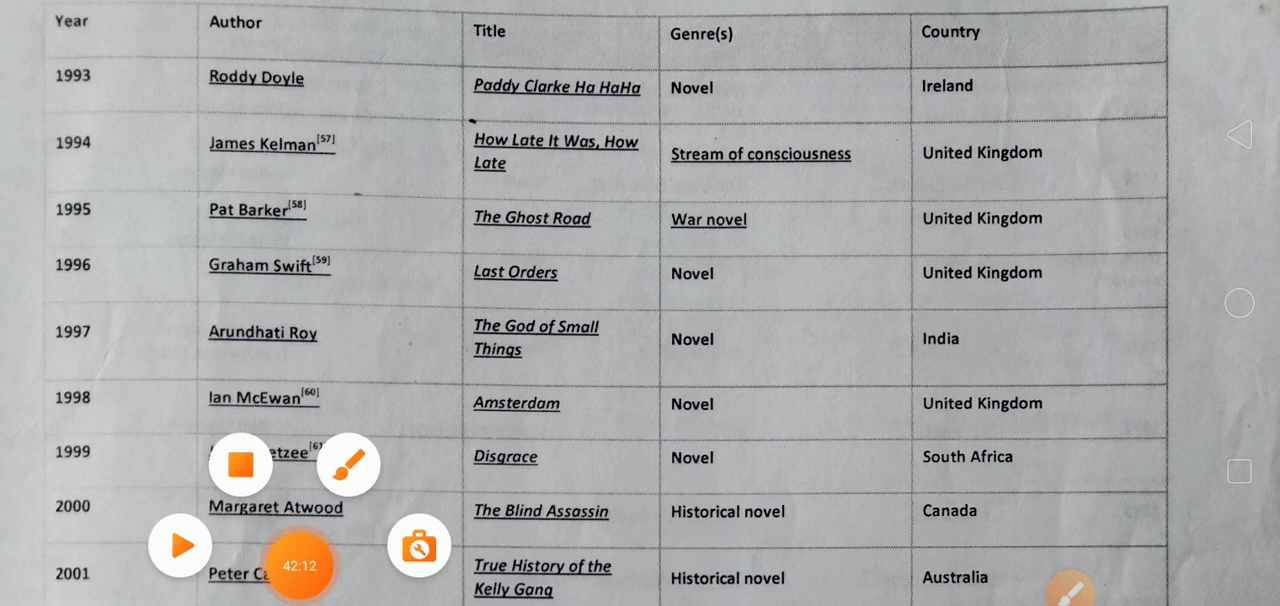 Year Author Title Genre(s) Country
1993 Roddy Doyle Paddy Clarke Ha HaHa Novel Ireland
1994 James Kelman[57] How Late It Was, How
Late Stream of consciousness United Kingdom
1995 Pat Barker[58] The Ghost Road War novel United Kingdom
1996 Graham Swift[59] Last Orders Novel United Kingdom
1997 Arundhati Roy The God of Small
Things Novel India
1998 Ian McEwan[60] Amsterdam Novel United Kingdom
1999 etzee[61 Disgrace Novel South Africa
2000 Margaret Atwood The Blind Assassin Historical novel Canada
2001 Peter Ca True History of the
Kelly Gang Historical novel Australia
42:12